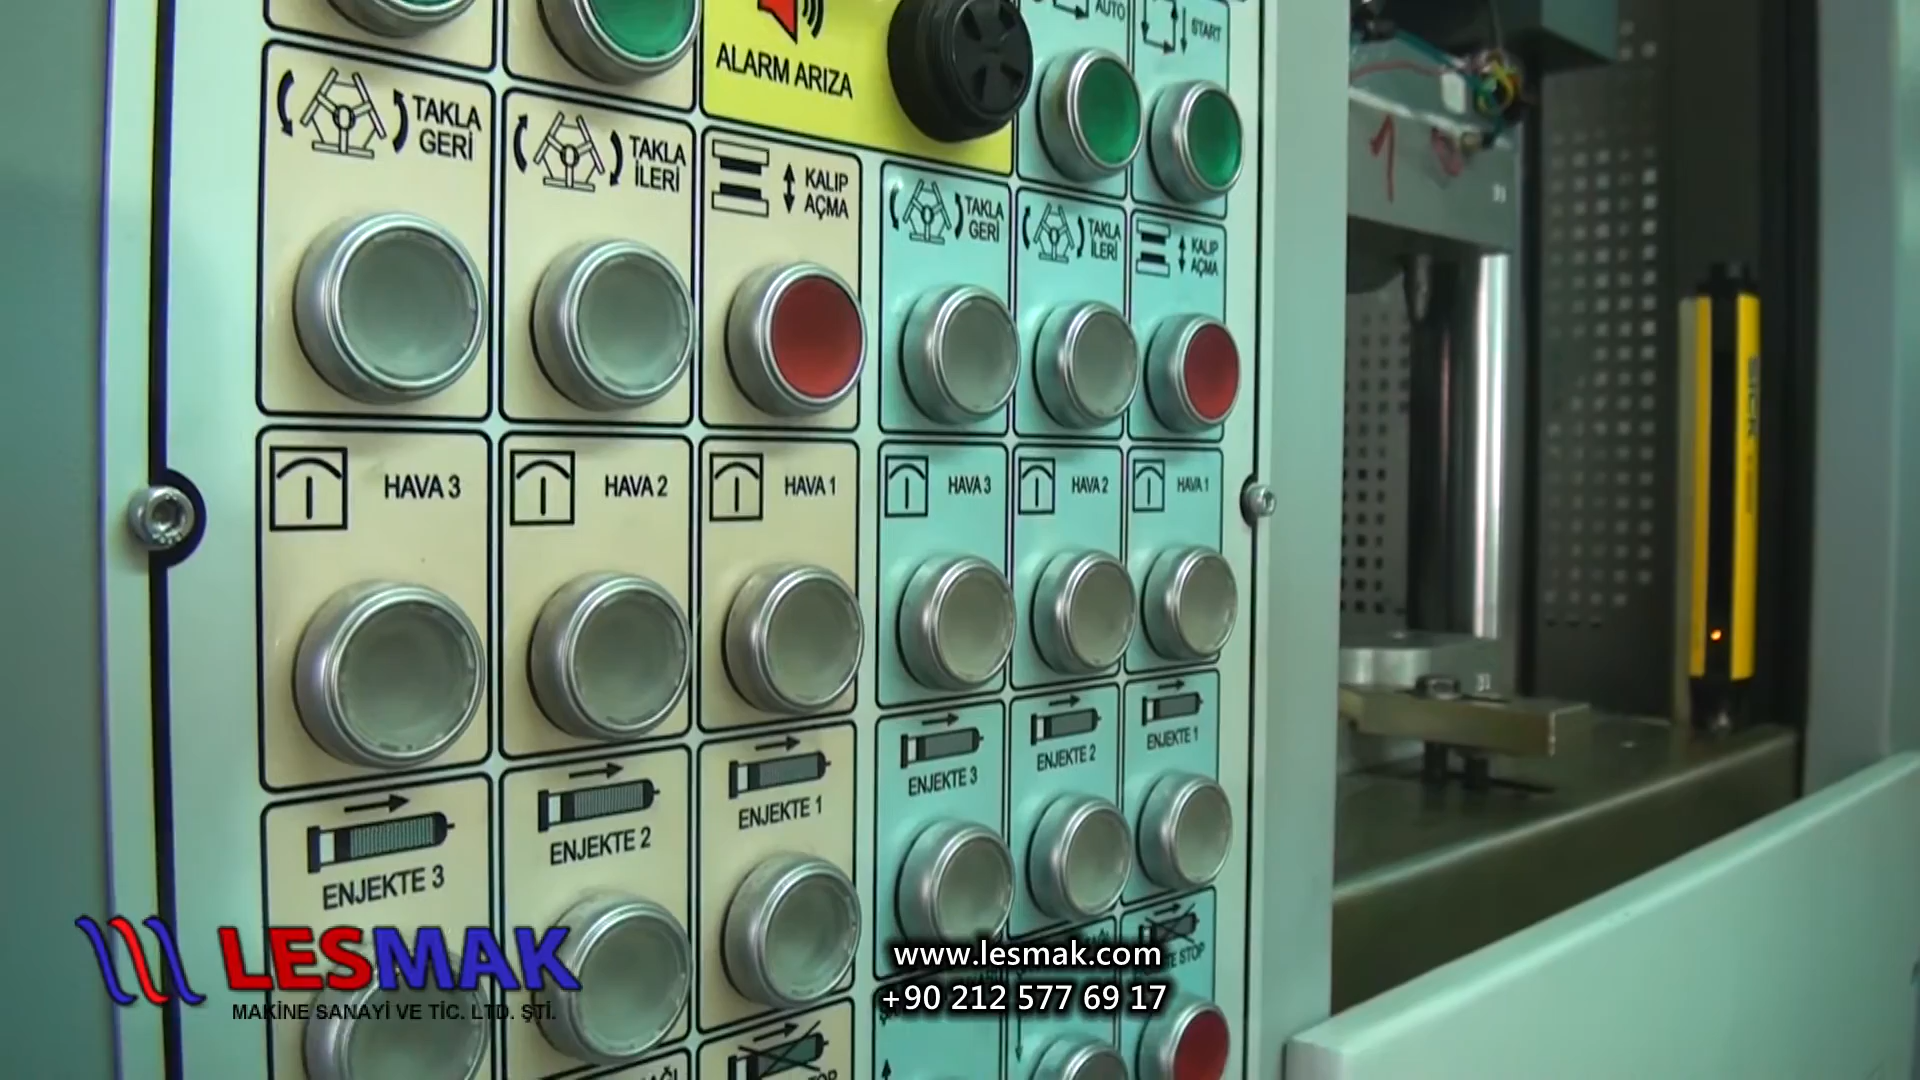 ALARM ARIZA
AUTO
START
TAKLA
GERİ
TAKLA
İLERİ
KALIP
AÇMA
TAKLA
GERİ
TAKLA
İLERİ
KALIP
AÇMA
HAVA 3
HAVA 2
HAVA 1
HAVA 3
HAVA 2
HAVA 1
ENJEKTE 3
ENJEKTE 2
ENJEKTE 1
ENJEKTE 3
ENJEKTE 2
ENJEKTE 1
STOP
SICK
LESMAK
MAKİNE SANAYİ VE TİC. LTD. ŞTİ.
www.lesmak.com
+90 212 577 69 17